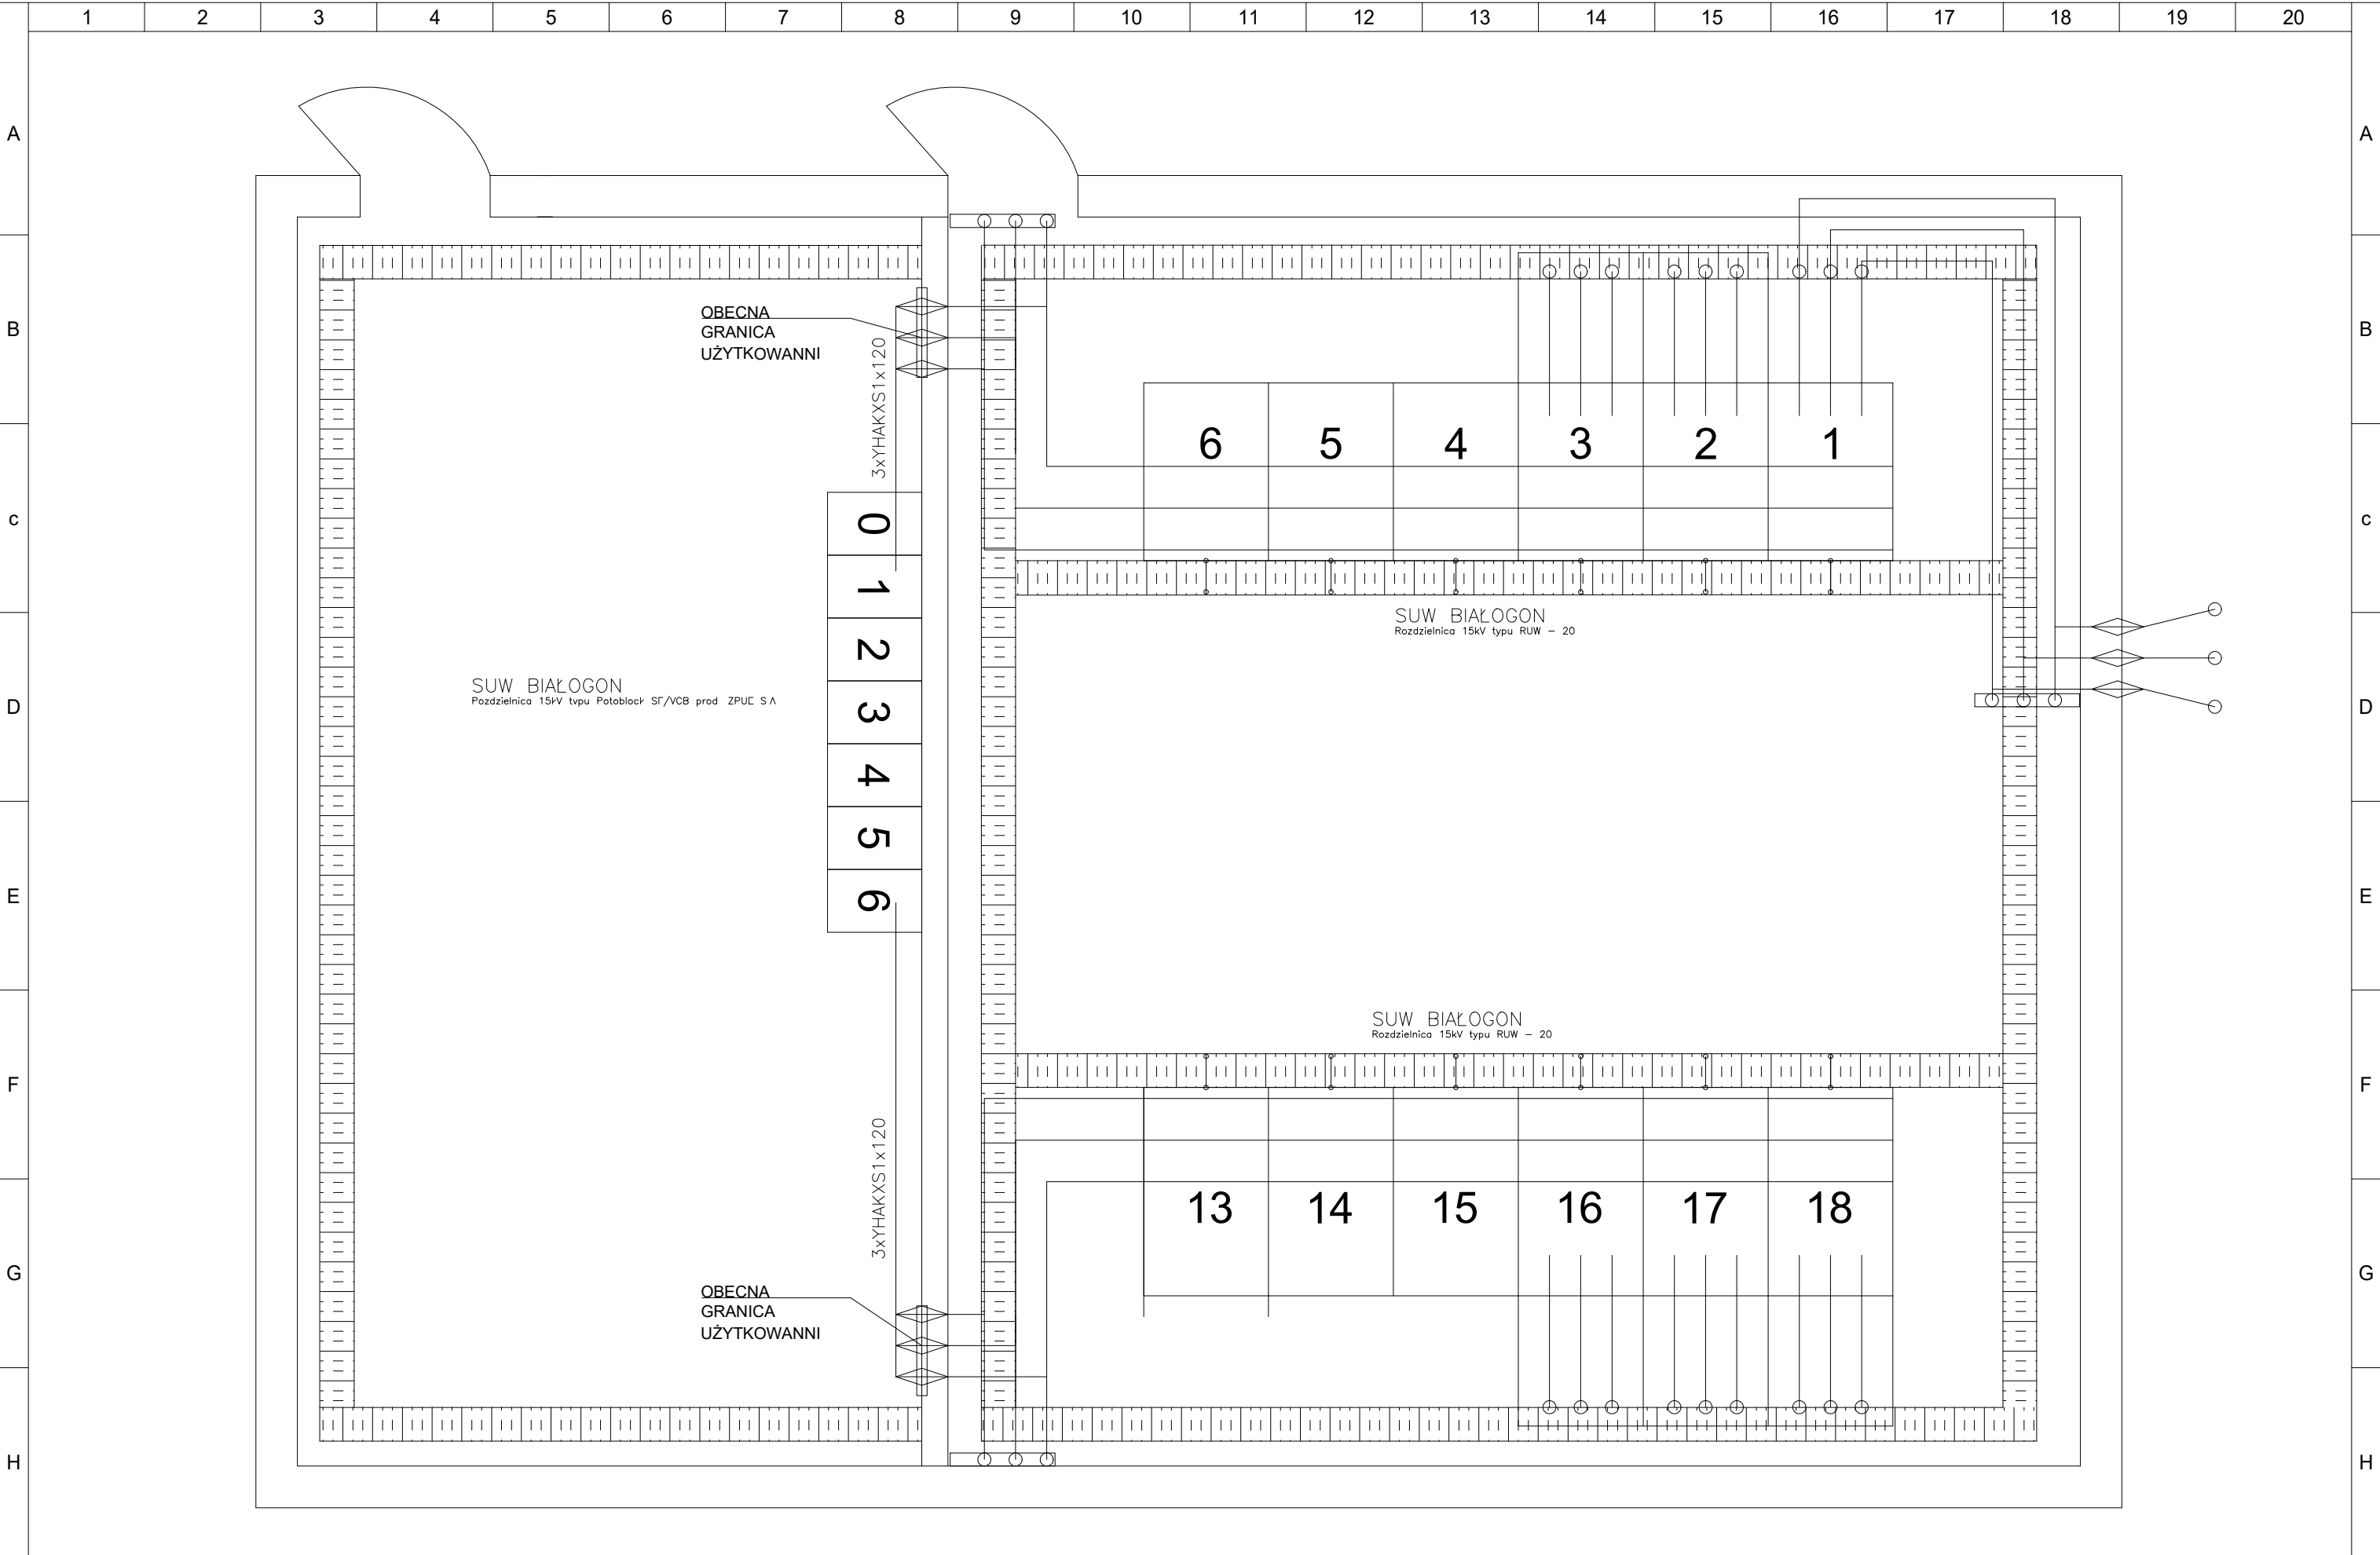 1 2 3 4 5 6 7 8 9 10 11 12 13 14 15 16 17 18 19 20
A A
B B
OBECNA
GRANICA
UŻYTKOWANNI
3xYHAKXS1x120
6 5 4 3 2 1
c c
0
1
2
3
4
5
6
SUW BIAŁOGON
Rozdzielnica 15kV typu RUW - 20
SUW BIAŁOGON
15kV prod ZPUE
D D
E E
SUW BIAŁOGON
Rozdzielnica 15kV typu RUW - 20
F F
3xYHAKXS1x120
13 14 15 16 17 18
G G
OBECNA
GRANICA
UŻYTKOWANNI
H H